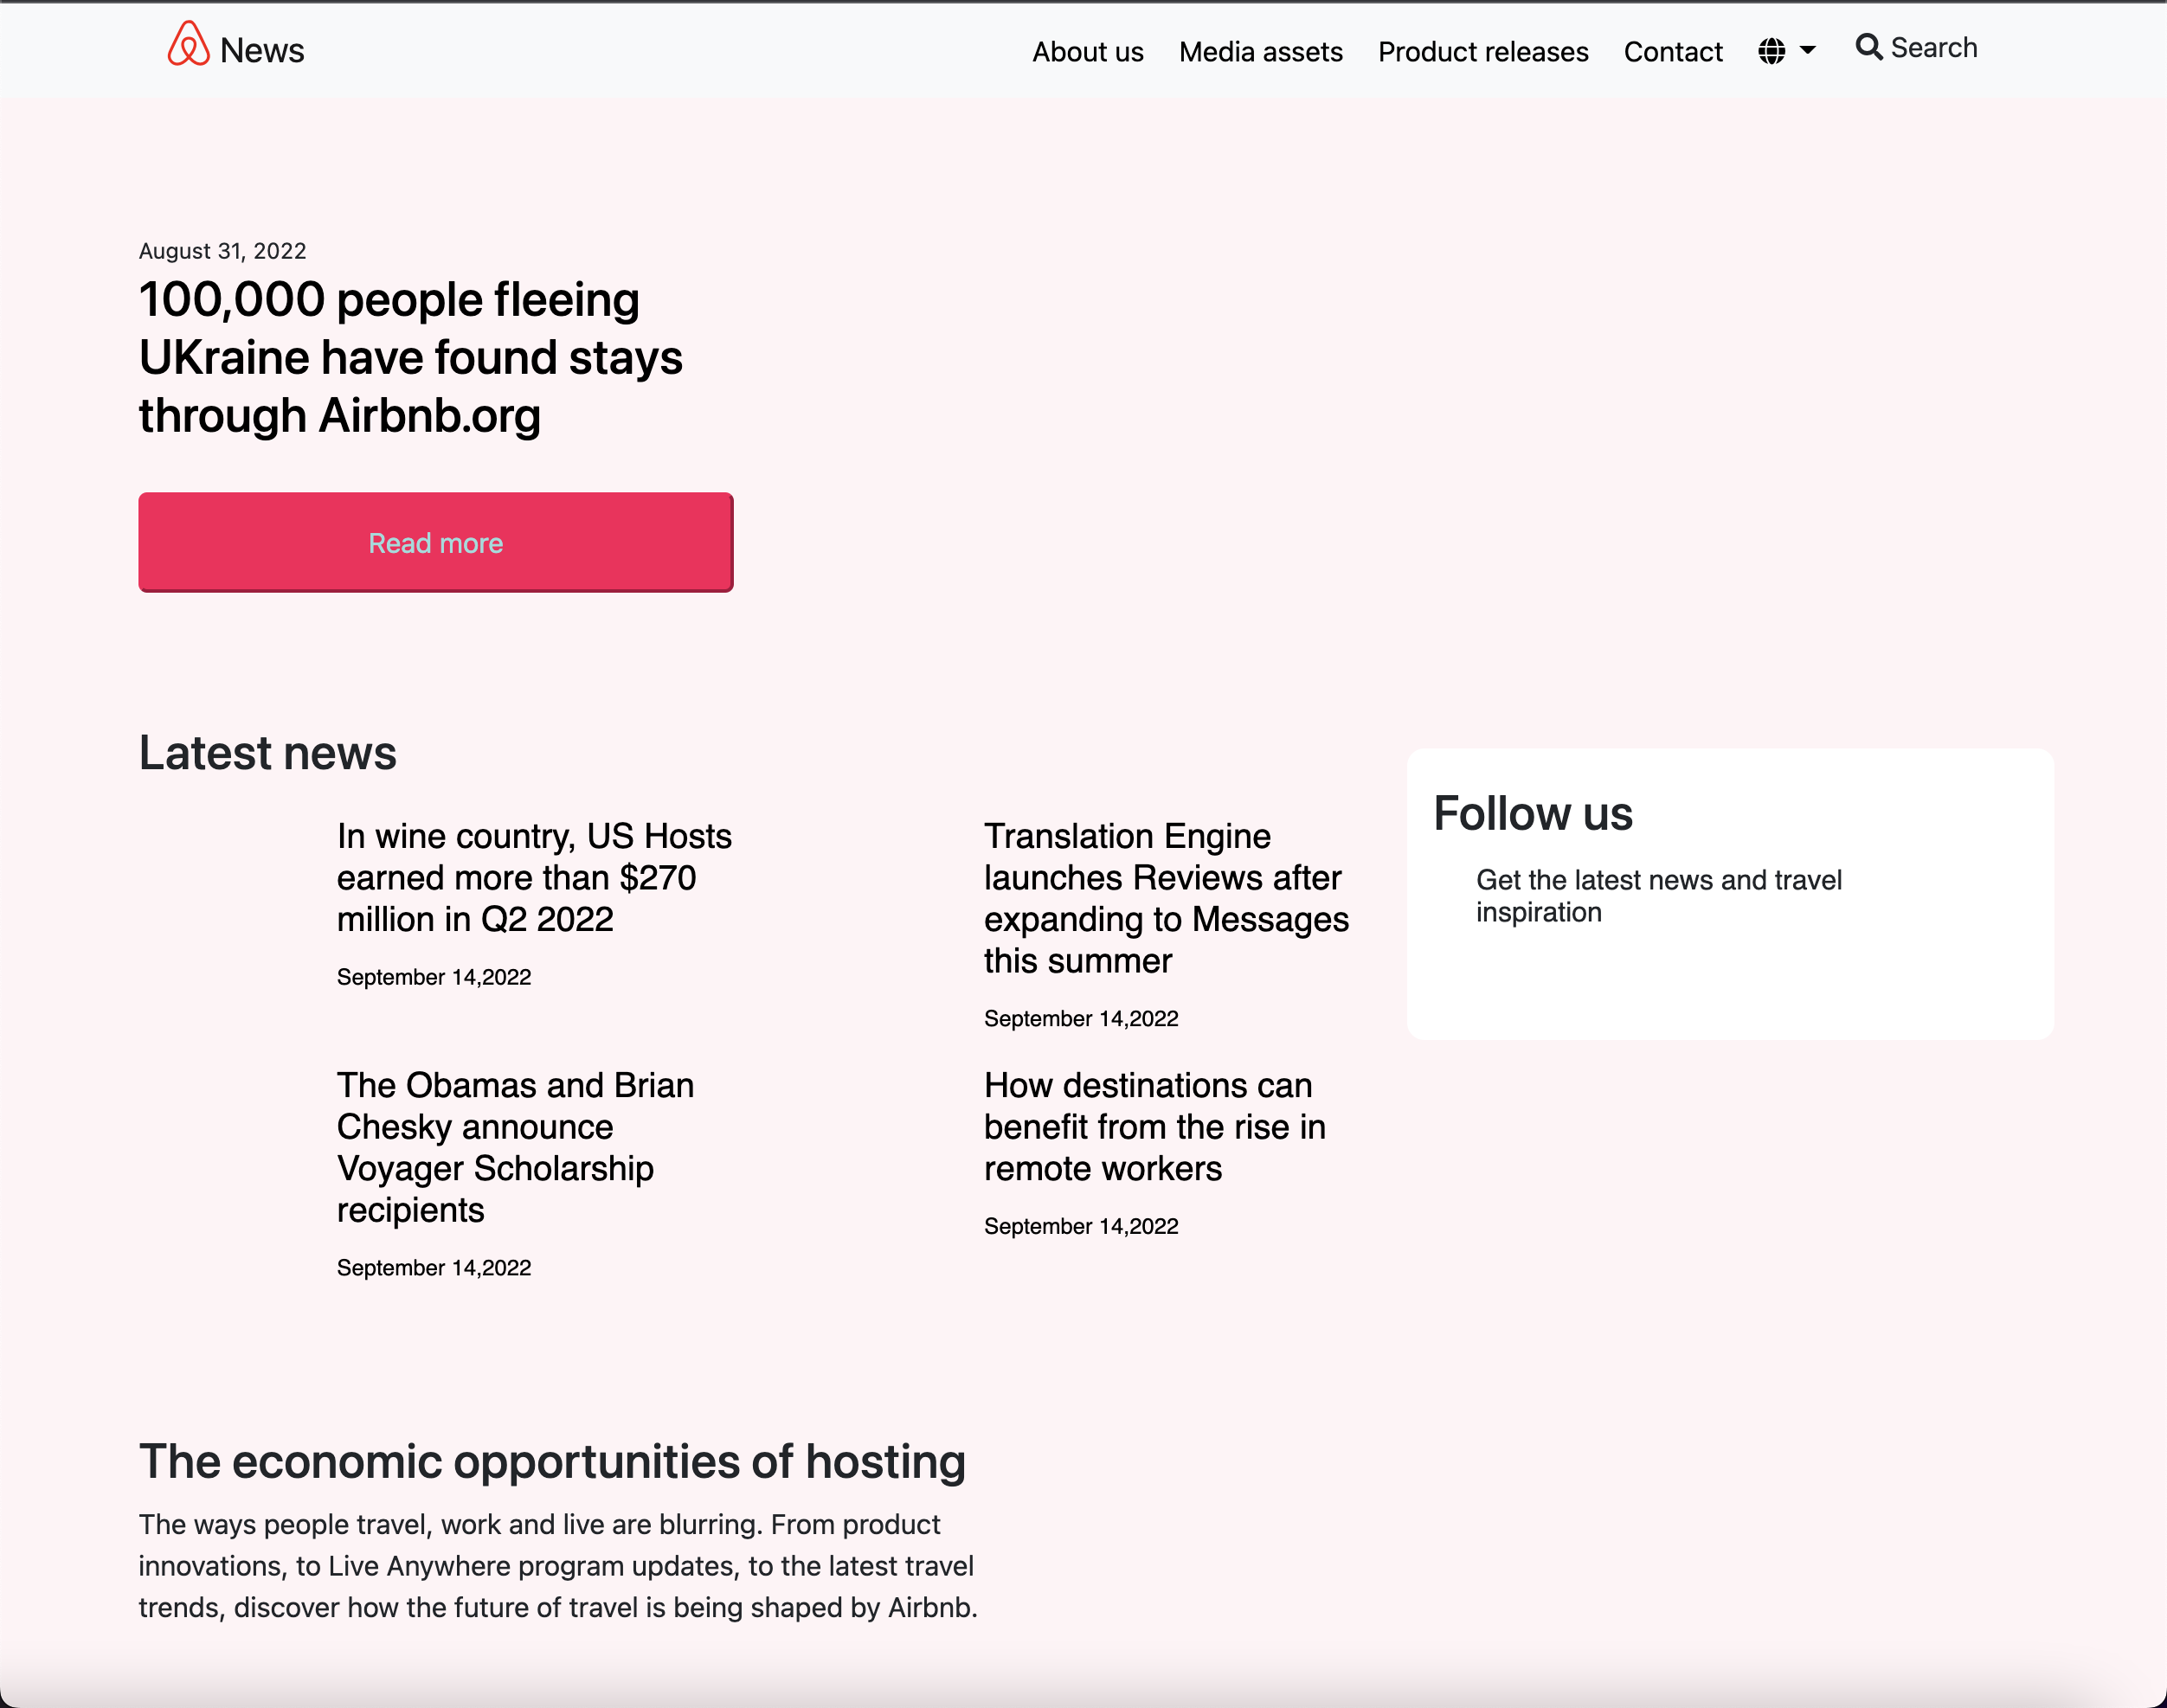 News
About us
Media assets
Product releases
Contact
Search
August 31, 2022
100,000 people fleeing
UKraine have found stays
through Airbnb.org
Read more
Latest news
In wine country, US Hosts
earned more than $270
million in Q2 2022
September 14,2022
Translation Engine
launches Reviews after
expanding to Messages
this summer
September 14,2022
The Obamas and Brian
Chesky announce
Voyager Scholarship
recipients
September 14,2022
How destinations can
benefit from the rise in
remote workers
September 14,2022
Follow us
Get the latest news and travel
inspiration
The economic opportunities of hosting
The ways people travel, work and live are blurring. From product
innovations, to Live Anywhere program updates, to the latest travel
trends, discover how the future of travel is being shaped by Airbnb.